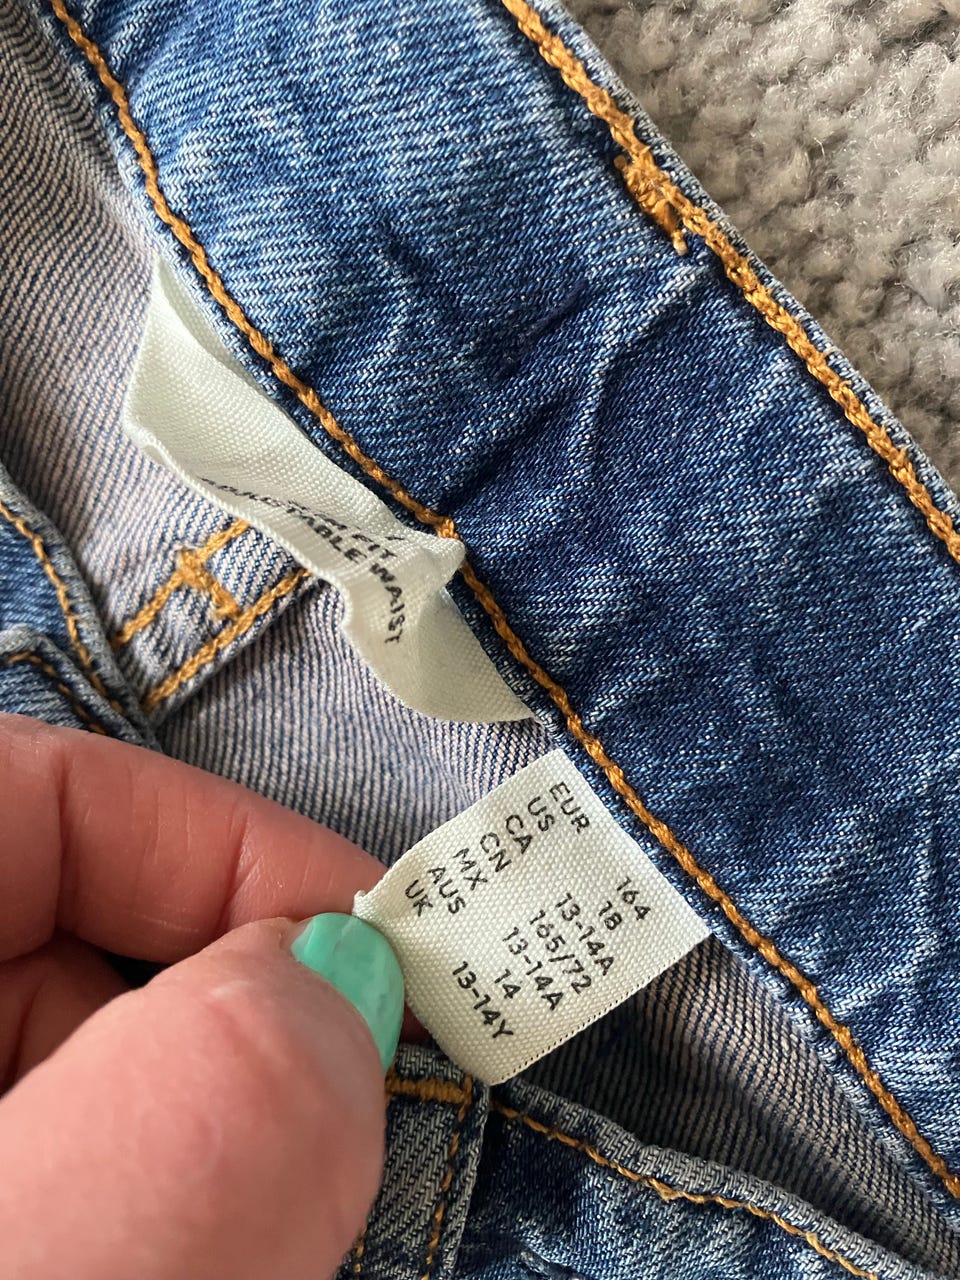 FIT
ADJUSTABLE WAIST
EUR 164
US 18
CA 13-14A
CN 165/72
MX 13-14A
AUS 14
UK 13-14Y